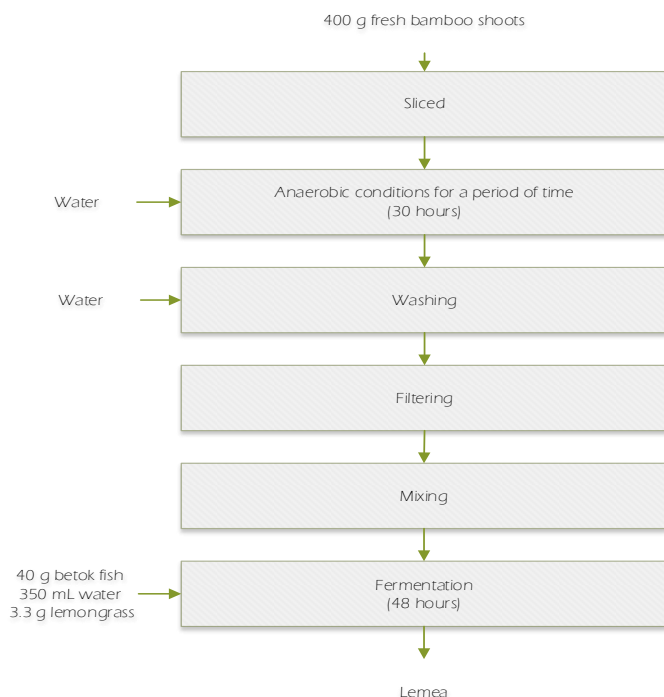 400 g fresh bamboo shoots
Sliced
Water
Anaerobic conditions for a period of time
(30 hours)
Water
Washing
Filtering
Mixing
40 g betok fish
350 mL water
3.3 g lemongrass
Fermentation
(48 hours)
Lemea